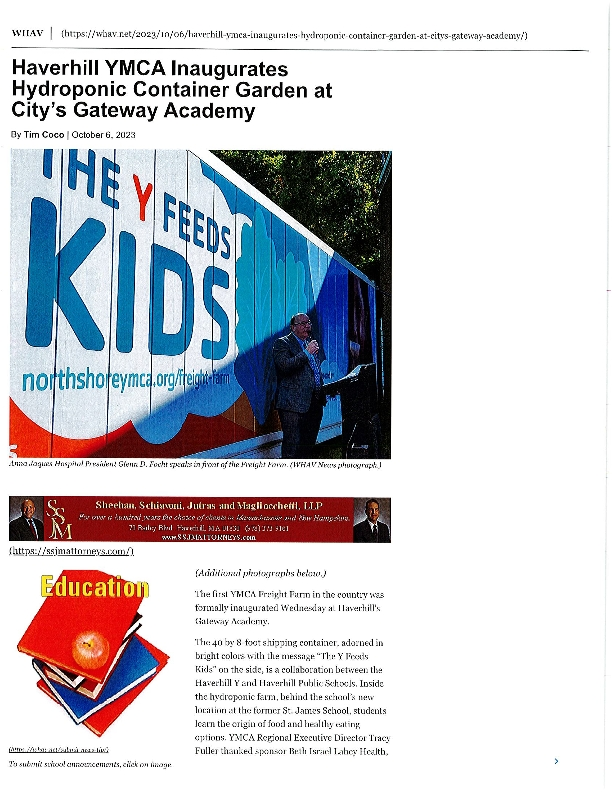 WHAV | (https://whav.net/2023/10/06/haverhill-ymca-inaugurates-hydroponic-container-garden-at-citys-gateway-academy/)
Haverhill YMCA Inaugurates
Hydroponic Container Garden at
City's Gateway Academy
By Tim Coco | October 6, 2023
THE Y FEEDS
KIDS
northshoreymca.org/freight-farm
Anna Jaques Hospital President Glenn D. Focht speaks in front of the Freight Farm. (WHAV News photograph.)
SSJM
Sheehan, Schiavoni, Jutras and Magliocchetti, LLP
For over a hundred years the choice of clients in Massachusetts and New Hampshire.
www.SSJMATTORNEYS.com
(https://ssjmattorneys.com/)
Education
To submit school announcements, click on image
(Additional photographs below.)
The first YMCA Freight Farm in the country was
formally inaugurated Wednesday at Haverhill's
Gateway Academy.
The 40 by 8-foot shipping container, adorned in
bright colors with the message "The Y Feeds
Kids" on the side, is a collaboration between the
Haverhill Y and Haverhill Public Schools. Inside
the hydroponic farm, behind the school's new
location at the former St. James School, students
learn the origin of food and healthy eating
options. YMCA Regional Executive Director Tracy
Fuller thanked sponsor Beth Israel Lahey Health,